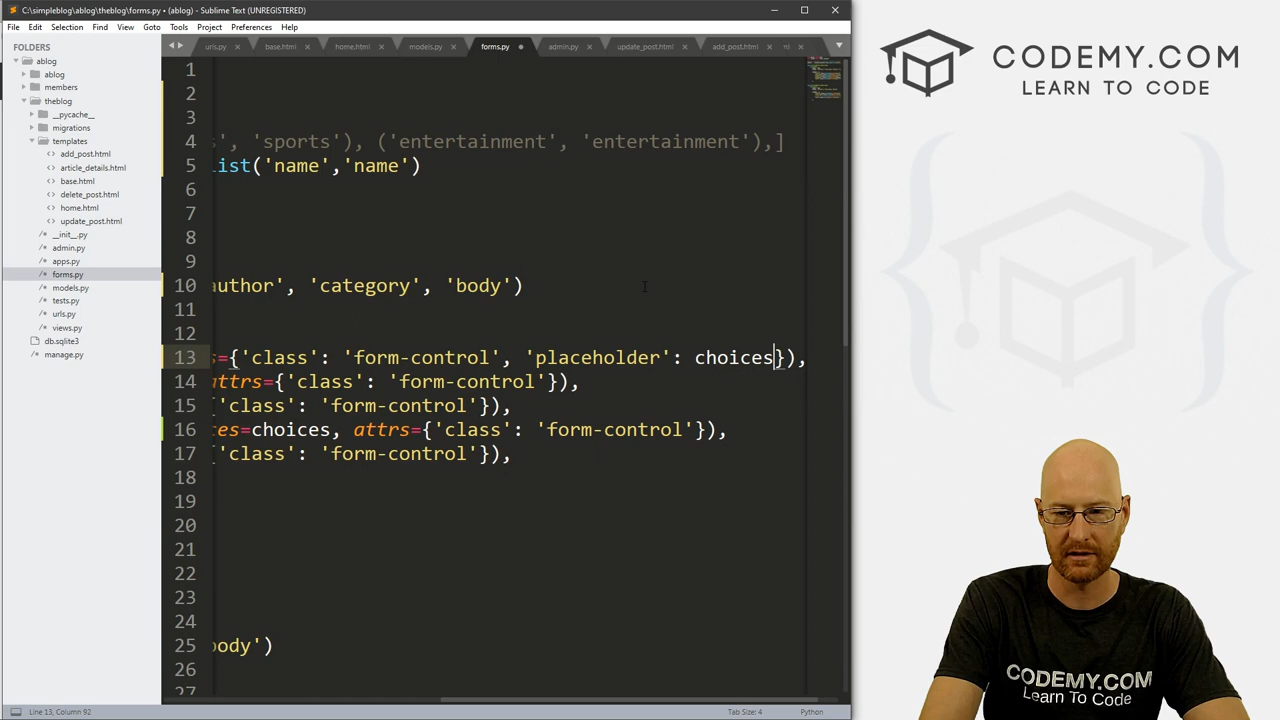 C:\simpleblog\ablog\theblog\forms.py • (ablog) - Sublime Text (UNREGISTERED)
File Edit Selection Find View Goto Tools Project Preferences Help
FOLDERS
ablog
ablog
members
theblog
__pycache__
migrations
templates
add_post.html
article_details.html
base.html
delete_post.html
home.html
update_post.html
__init__.py
admin.py
apps.py
forms.py
models.py
tests.py
urls.py
views.py
db.sqlite3
manage.py
urls.py base.html home.html models.py forms.py admin.py update_post.html add_post.html
1
2
3
4 s', 'sports'), ('entertainment', 'entertainment'),]
5 list('name','name')
6
7
8
9
10 author', 'category', 'body')
11
12
13 s={'class': 'form-control', 'placeholder': choices}),
14 attrs={'class': 'form-control'}),
15 {'class': 'form-control'}),
16 ces=choices, attrs={'class': 'form-control'}),
17 {'class': 'form-control'}),
18
19
20
21
22
23
24
25 body')
26
27
Line 13, Column 92 Tab Size: 4 Python
CODEMY.COM
LEARN TO CODE
CODEMY.COM
Learn To Code